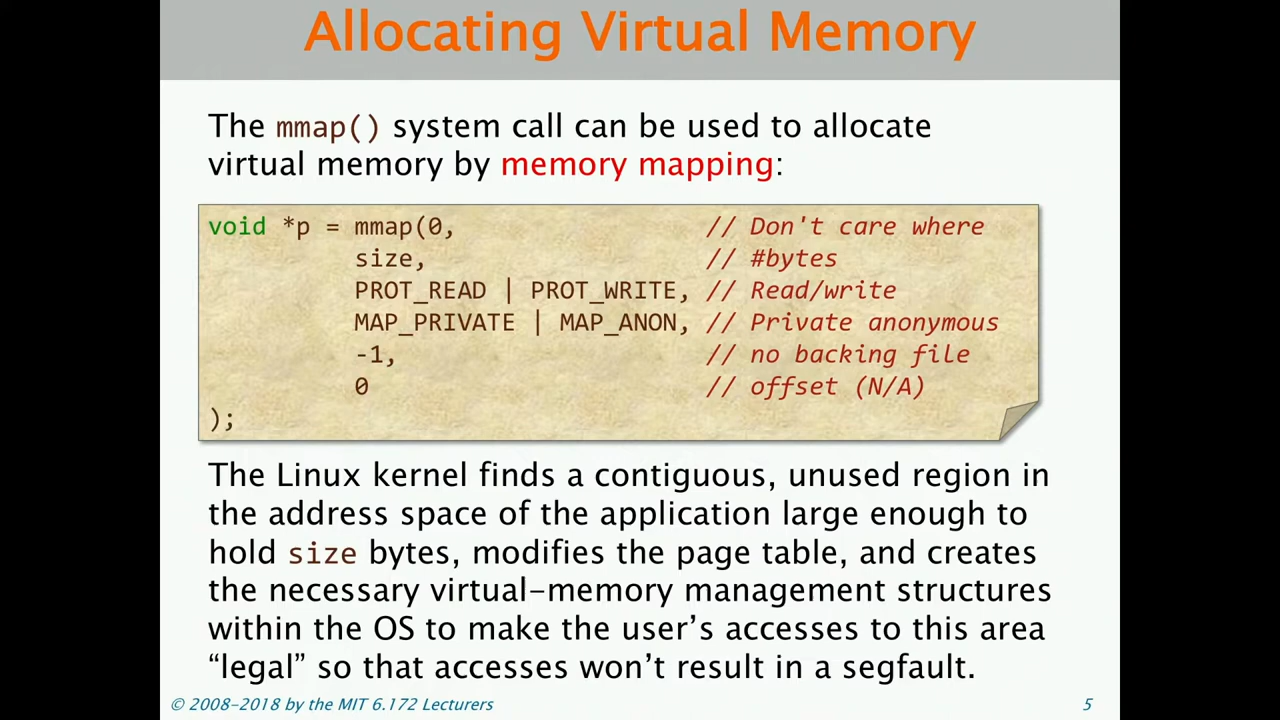 Allocating Virtual Memory
The mmap() system call can be used to allocate
virtual memory by memory mapping:
void *p = mmap(0, // Don't care where
size, // #bytes
PROT_READ | PROT_WRITE, // Read/write
MAP_PRIVATE | MAP_ANON, // Private anonymous
-1, // no backing file
0 // offset (N/A)
);
The Linux kernel finds a contiguous, unused region in
the address space of the application large enough to
hold size bytes, modifies the page table, and creates
the necessary virtual-memory management structures
within the OS to make the user’s accesses to this area
“legal” so that accesses won’t result in a segfault.
© 2008-2018 by the MIT 6.172 Lecturers 5